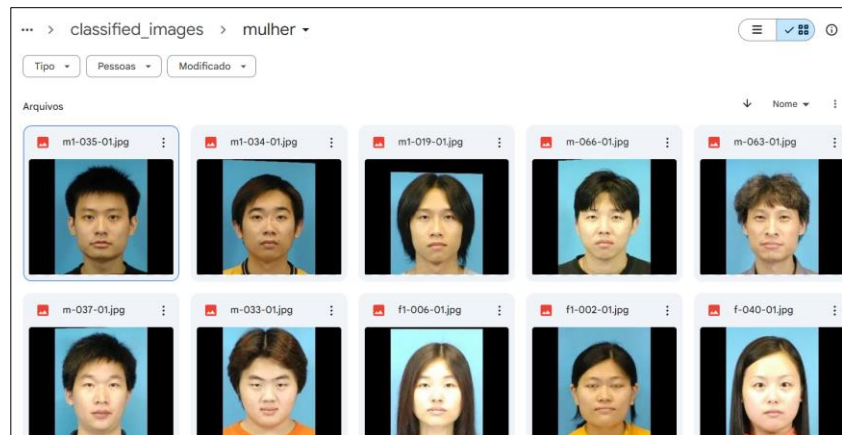 ... > classified_images > mulher
Tipo Pessoas Modificado
Arquivos Nome
m1-035-01.jpg m1-034-01.jpg m1-019-01.jpg m-066-01.jpg m-063-01.jpg
m-037-01.jpg m-033-01.jpg f1-006-01.jpg f1-002-01.jpg f-040-01.jpg